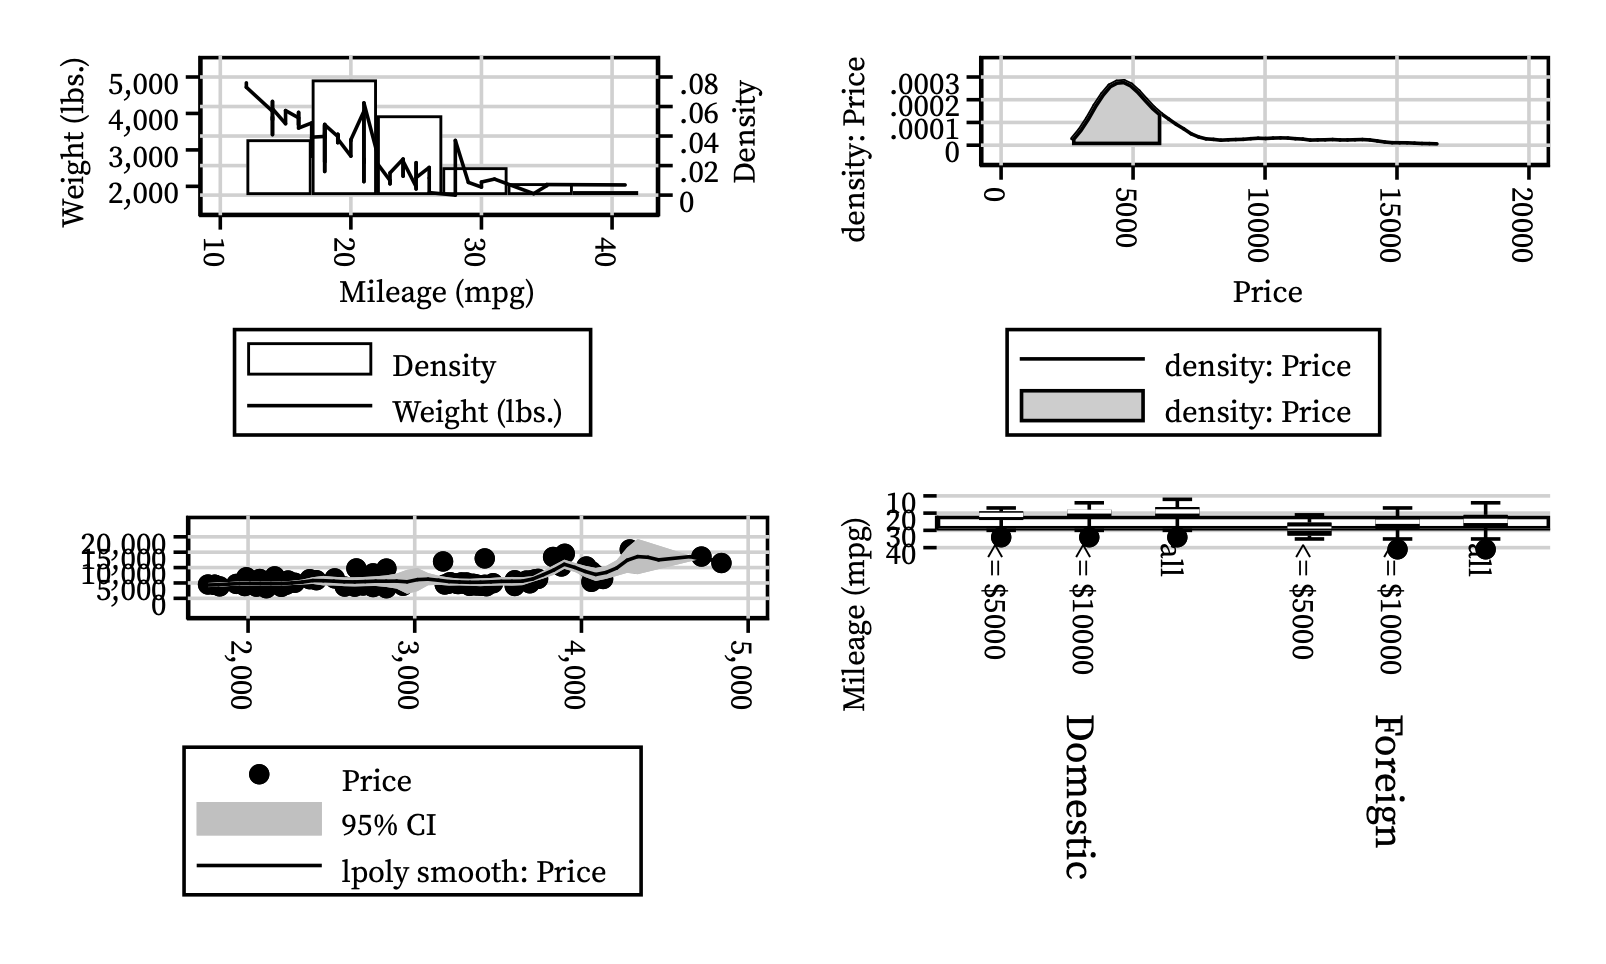 Weight (lbs.)
5,000
4,000
3,000
2,000
.08
.06
.04
.02
0
Density
10
20
30
40
Mileage (mpg)
Density
Weight (lbs.)
density: Price
.0003
.0002
.0001
0
0
5000
10000
15000
20000
Price
density: Price
density: Price
20,000
15,000
10,000
5,000
0
2,000
3,000
4,000
5,000
Price
95% CI
lpoly smooth: Price
Mileage (mpg)
10
20
30
40
>= $5000
>= $10000
all
>= $5000
>= $10000
all
Domestic
Foreign